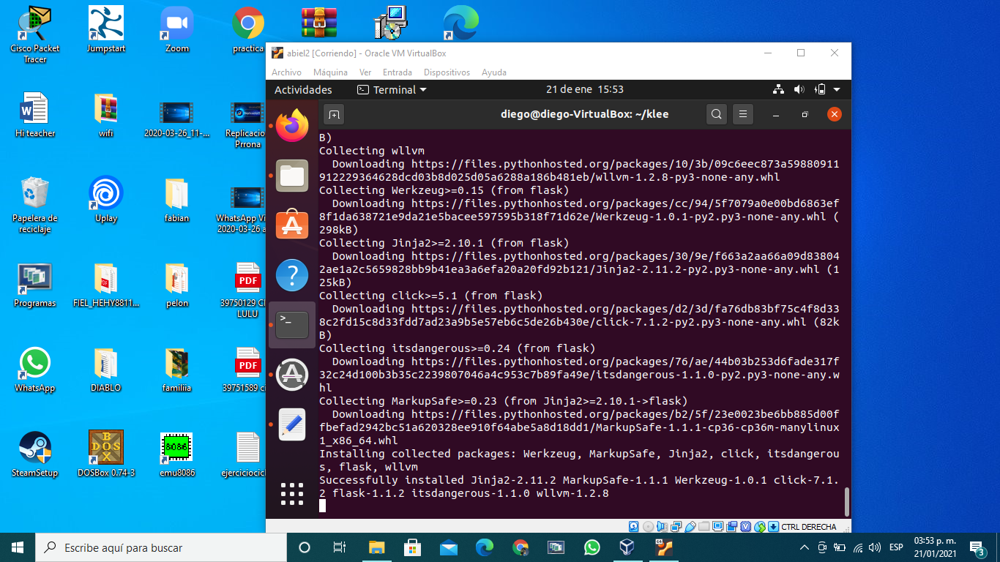 Cisco Packet
Tracer
Jumpstart
Zoom
practica
abiel2 [Corriendo] - Oracle VM VirtualBox
Archivo Máquina Ver Entrada Dispositivos Ayuda
Actividades Terminal 21 de ene 15:53
diego@diego-VirtualBox: ~/klee
B)
Collecting wllvm
Downloading https://files.pythonhosted.org/packages/10/3b/09c6eec873a59880911
912229364628dcd03b8d025d05a6288a186b481eb/wllvm-1.2.8-py3-none-any.whl
Collecting Werkzeug>=0.15 (from flask)
Downloading https://files.pythonhosted.org/packages/cc/94/5f7079a0e00bd6863ef
8f1da638721e9da21e5bacee597595b318f71d62e/Werkzeug-1.0.1-py2.py3-none-any.whl (
298kB)
Collecting Jinja2>=2.10.1 (from flask)
Downloading https://files.pythonhosted.org/packages/30/9e/f663a2aa66a09d83804
2ae1a2c5659828bb9b41ea3a6efa20a20fd92b121/Jinja2-2.11.2-py2.py3-none-any.whl (1
25kB)
Collecting click>=5.1 (from flask)
Downloading https://files.pythonhosted.org/packages/d2/3d/fa76db83bf75c4f8d33
8c2fd15c8d33fdd7ad23a9b5e57eb6c5de26b430e/click-7.1.2-py2.py3-none-any.whl (82k
B)
Collecting itsdangerous>=0.24 (from flask)
Downloading https://files.pythonhosted.org/packages/76/ae/44b03b253d6fade317f
32c24d100b3b35c2239807046a4c953c7b89fa49e/itsdangerous-1.1.0-py2.py3-none-any.w
hl
Collecting MarkupSafe>=0.23 (from Jinja2>=2.10.1->flask)
Downloading https://files.pythonhosted.org/packages/b2/5f/23e0023be6bb885d00f
fbefad2942bc51a620328ee910f64abe5a8d18dd1/MarkupSafe-1.1.1-cp36-cp36m-manylinux
1_x86_64.whl
Installing collected packages: Werkzeug, MarkupSafe, Jinja2, click, itsdangerou
s, flask, wllvm
Successfully installed Jinja2-2.11.2 MarkupSafe-1.1.1 Werkzeug-1.0.1 click-7.1.
2 flask-1.1.2 itsdangerous-1.1.0 wllvm-1.2.8
CTRL DERECHA
Hi teacher
wifi
2020-03-26_11-...
Replicacio
Prrona
Papelera de
reciclaje
Uplay
fabian
WhatsApp Vi
2020-03-26 a
Programas
FIEL_HEHY8811...
pelon
PDF
39750129 CI
LULU
WhatsApp
DIABLO
familiia
PDF
39751589 ci
SteamSetup
BOX
DOS
DOSBox 0.74-3
8086
emu8086
ejerciciocicl
Escribe aquí para buscar
ESP
03:53 p. m.
21/01/2021
3